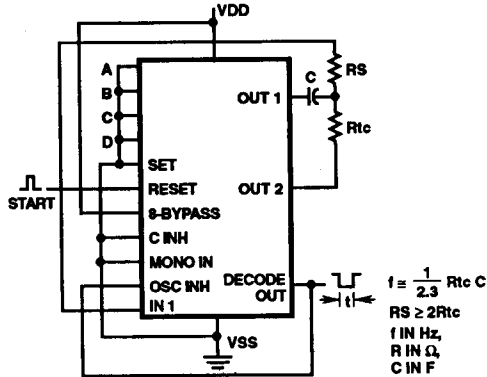 VDD
A
B
C
D
SET
RESET
8-BYPASS
C INH
MONO IN
OSC INH
IN 1
START
OUT 1
OUT 2
DECODE
OUT
VSS
C
RS
Rtc
t
f ≅ 1/2.3 Rtc C
RS ≥ 2Rtc
f IN Hz,
R IN Ω,
C IN F